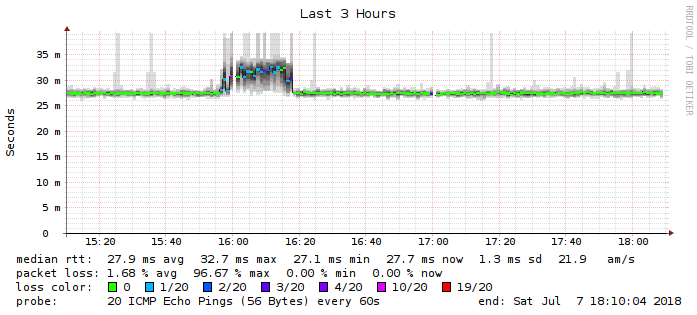 Last 3 Hours
RRDTOOL / TOBI OETIKER
Seconds
35 m
30 m
25 m
20 m
15 m
10 m
5 m
0
15:20 15:40 16:00 16:20 16:40 17:00 17:20 17:40 18:00
median rtt: 27.9 ms avg 32.7 ms max 27.1 ms min 27.7 ms now 1.3 ms sd 21.9 am/s
packet loss: 1.68 % avg 96.67 % max 0.00 % min 0.00 % now
loss color: 0 1/20 2/20 3/20 4/20 10/20 19/20
probe: 20 ICMP Echo Pings (56 Bytes) every 60s end: Sat Jul 7 18:10:04 2018